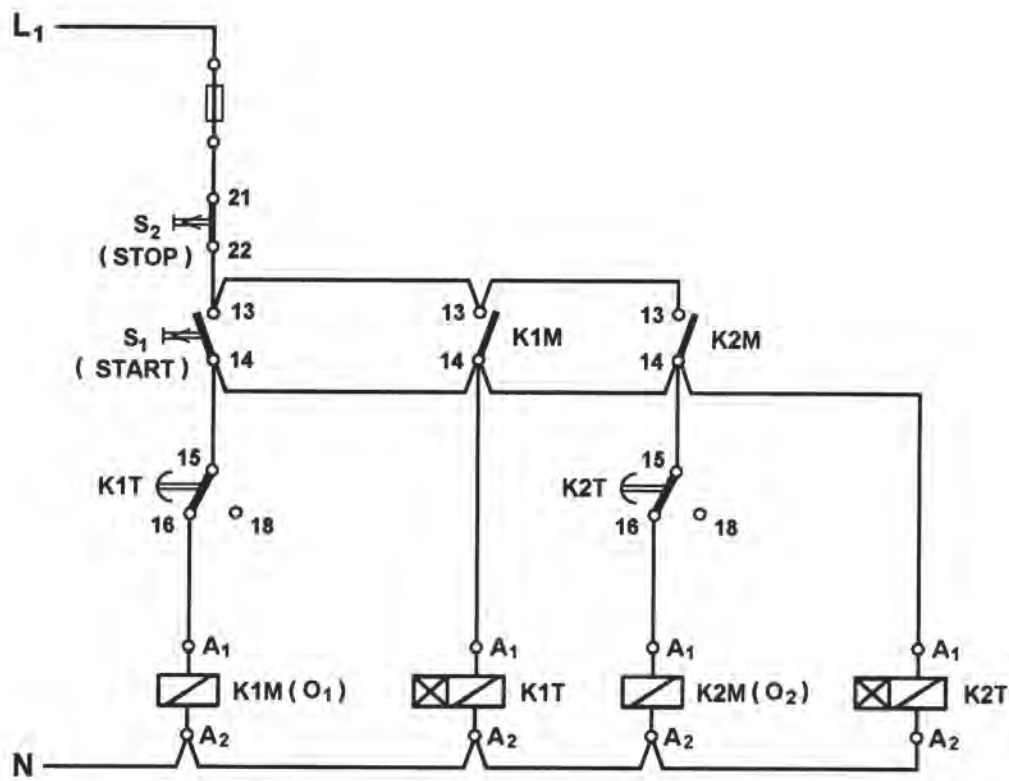 L1
21
S2
22
(STOP)
13
13
13
S1
K1M
K2M
14
14
14
(START)
15
15
K1T
K2T
16
18
16
18
A1
A1
A1
A1
K1M(O1)
K1T
K2M(O2)
K2T
A2
A2
A2
A2
N